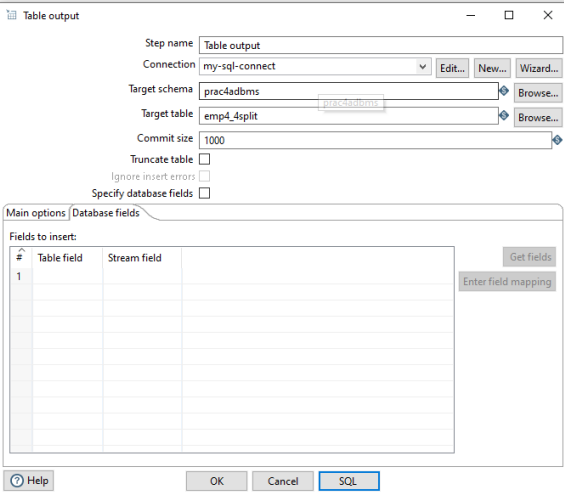 Table output
Step name Table output
Connection my-sql-connect Edit... New... Wizard...
Target schema prac4adbms Browse...
prac4adbms
Target table emp4_4split Browse...
Commit size 1000
Truncate table
Ignore insert errors
Specify database fields
Main options Database fields
Fields to insert:
# Table field Stream field Get fields
1 Enter field mapping
Help OK Cancel SQL